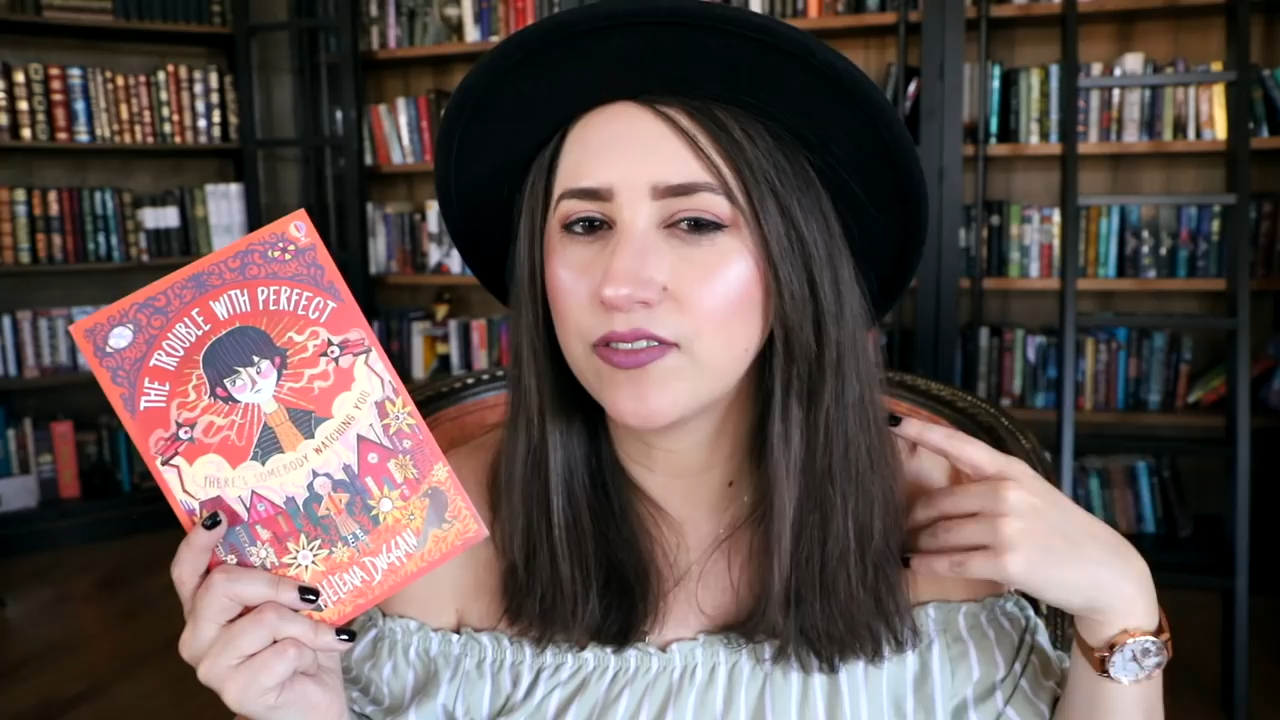 THE TROUBLE WITH PERFECT
THERE'S SOMEBODY WATCHING YOU
HELENA DUGGAN